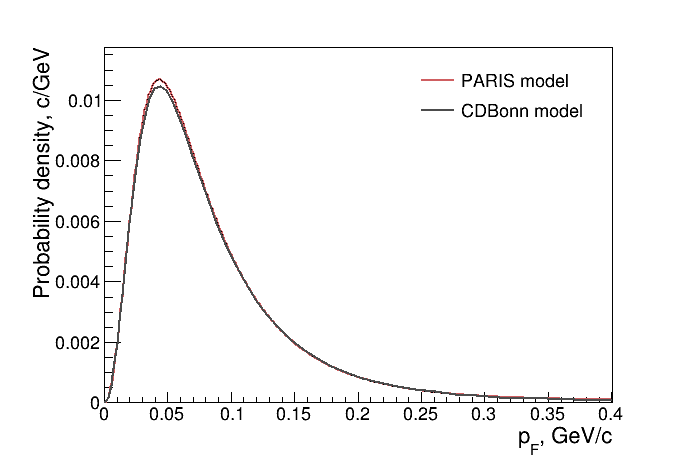 Probability density, c/GeV
0.01
0.008
0.006
0.004
0.002
0
PARIS model
CDBonn model
0 0.05 0.1 0.15 0.2 0.25 0.3 0.35 0.4
p_F, GeV/c